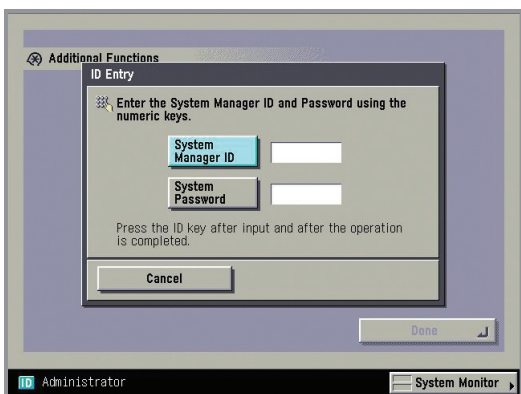 Additional Functions
ID Entry
Enter the System Manager ID and Password using the
numeric keys.
System
Manager ID
System
Password
Press the ID key after input and after the operation
is completed.
Cancel
Done
ID Administrator
System Monitor